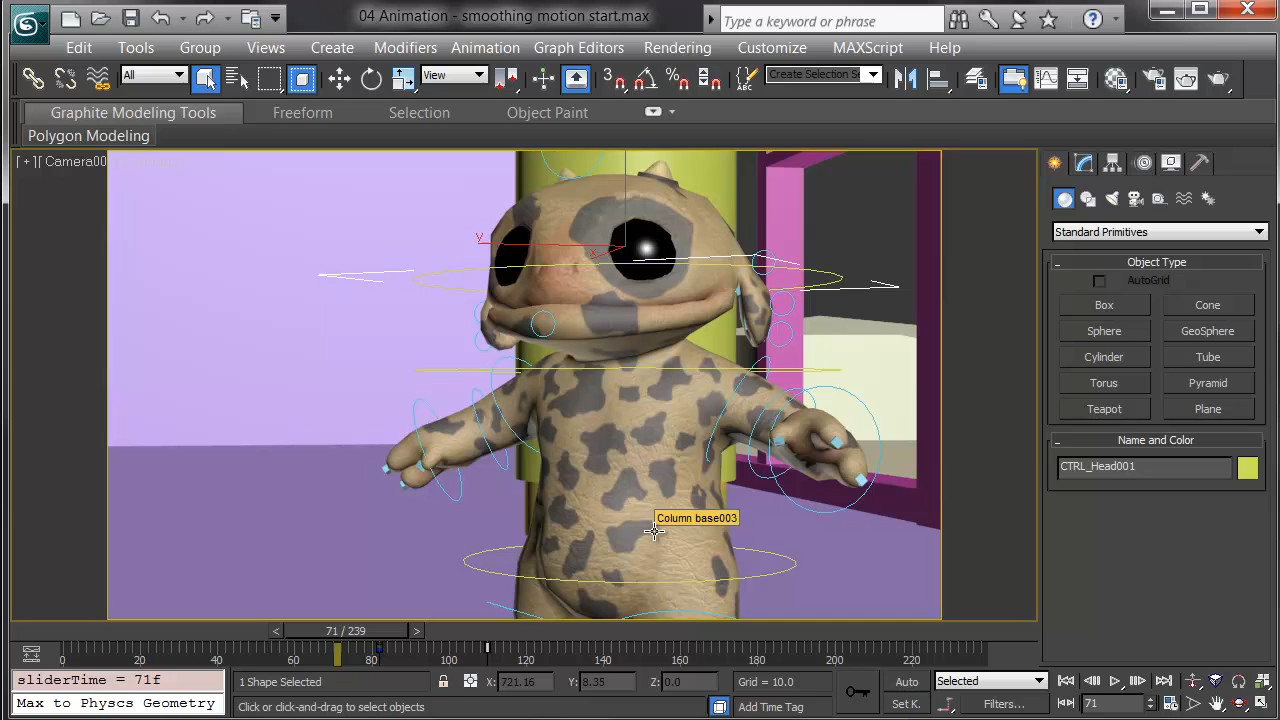 04 Animation - smoothing motion start.max
Type a keyword or phrase
Edit Tools Group Views Create Modifiers Animation Graph Editors Rendering Customize MAXScript Help
All
View
Create Selection Se
Graphite Modeling Tools Freeform Selection Object Paint
Polygon Modeling
[ + ] [ Camera00
y
x
Column base003
Standard Primitives
Object Type
AutoGrid
Box Cone
Sphere GeoSphere
Cylinder Tube
Torus Pyramid
Teapot Plane
Name and Color
CTRL_Head001
< 71 / 239 >
0 20 40 60 80 100 120 140 160 180 200 220
sliderTime = 71f
Max to Physcs Geometry
1 Shape Selected
X: 721.16 Y: 8.35 Z: 0.0 Grid = 10.0
Click or click-and-drag to select objects
Add Time Tag
Auto Selected
Set K. Filters...
71